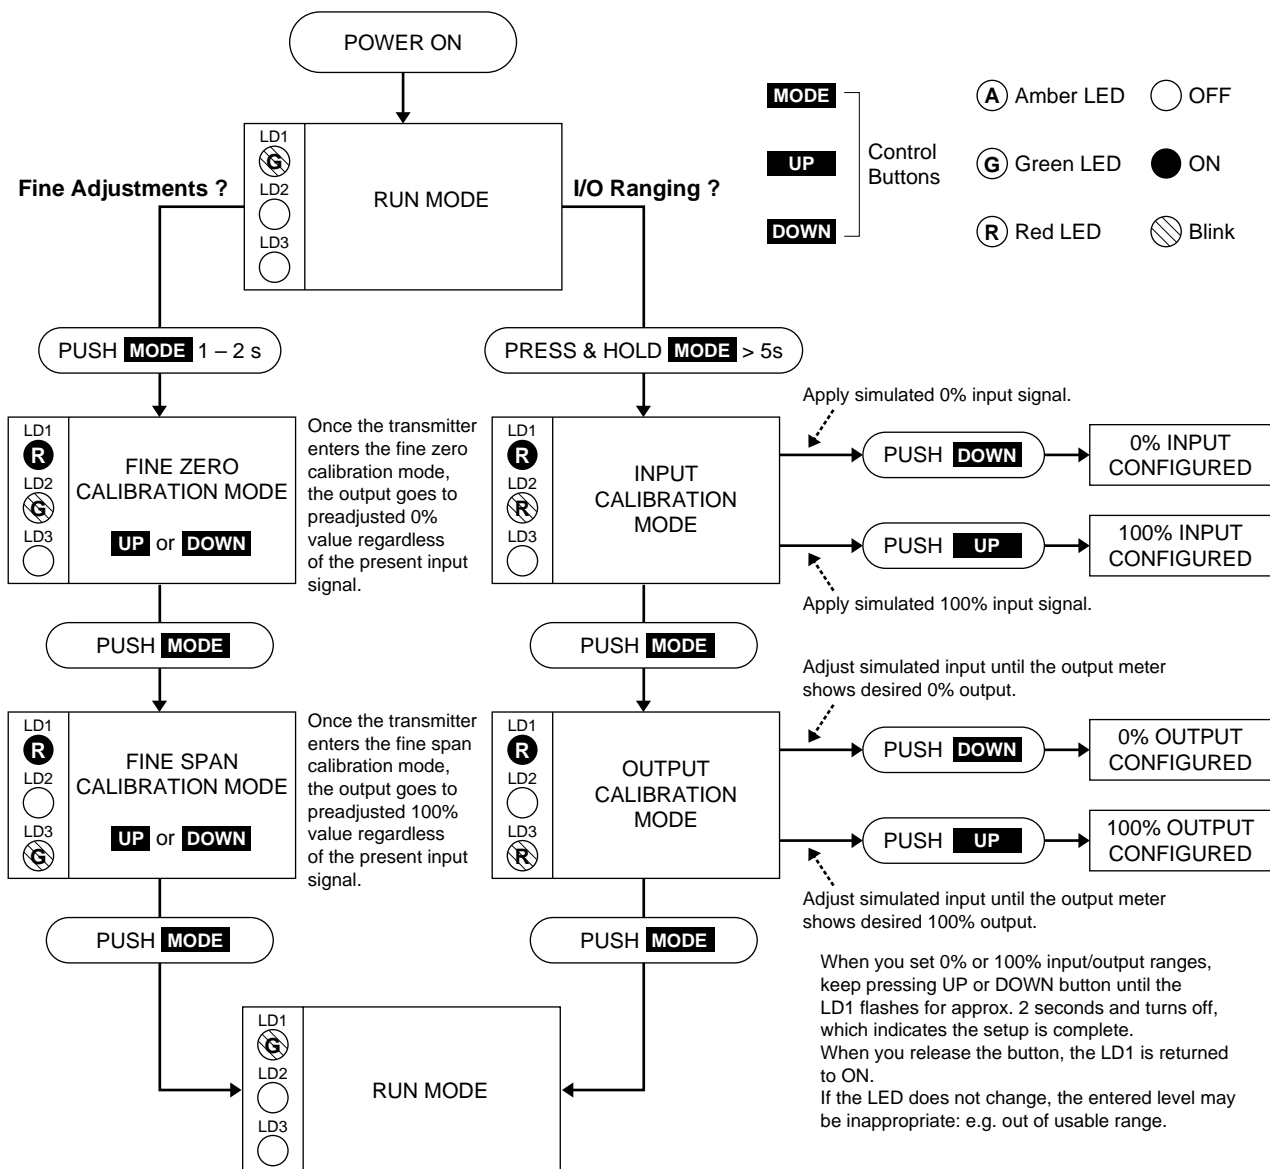 POWER ON
MODE
UP
DOWN
Control
Buttons
A Amber LED
G Green LED
R Red LED
OFF
ON
Blink
Fine Adjustments ?
I/O Ranging ?
LD1
G
LD2
LD3
RUN MODE
PUSH MODE 1 – 2 s
PRESS & HOLD MODE > 5s
LD1
R
LD2
G
LD3
FINE ZERO
CALIBRATION MODE
UP or DOWN
Once the transmitter
enters the fine zero
calibration mode,
the output goes to
preadjusted 0%
value regardless
of the present input
signal.
LD1
R
LD2
R
LD3
INPUT
CALIBRATION
MODE
Apply simulated 0% input signal.
PUSH DOWN
0% INPUT
CONFIGURED
PUSH UP
100% INPUT
CONFIGURED
Apply simulated 100% input signal.
PUSH MODE
PUSH MODE
LD1
R
LD2
LD3
G
FINE SPAN
CALIBRATION MODE
UP or DOWN
Once the transmitter
enters the fine span
calibration mode,
the output goes to
preadjusted 100%
value regardless
of the present input
signal.
LD1
R
LD2
LD3
R
OUTPUT
CALIBRATION
MODE
Adjust simulated input until the output meter
shows desired 0% output.
PUSH DOWN
0% OUTPUT
CONFIGURED
PUSH UP
100% OUTPUT
CONFIGURED
Adjust simulated input until the output meter
shows desired 100% output.
PUSH MODE
PUSH MODE
LD1
G
LD2
LD3
RUN MODE
When you set 0% or 100% input/output ranges,
keep pressing UP or DOWN button until the
LD1 flashes for approx. 2 seconds and turns off,
which indicates the setup is complete.
When you release the button, the LD1 is returned
to ON.
If the LED does not change, the entered level may
be inappropriate: e.g. out of usable range.